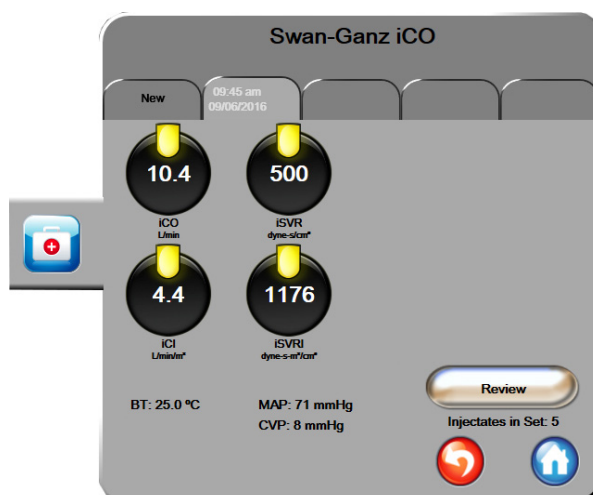 Swan-Ganz iCO
New
09:45 am
09/06/2016
10.4
500
iCO
L/min
iSVR
dyne-s/cm⁵
4.4
1176
iCI
L/min/m²
iSVRI
dyne-s-m²/cm⁵
BT: 25.0 ºC
MAP: 71 mmHg
CVP: 8 mmHg
Review
Injectates in Set: 5